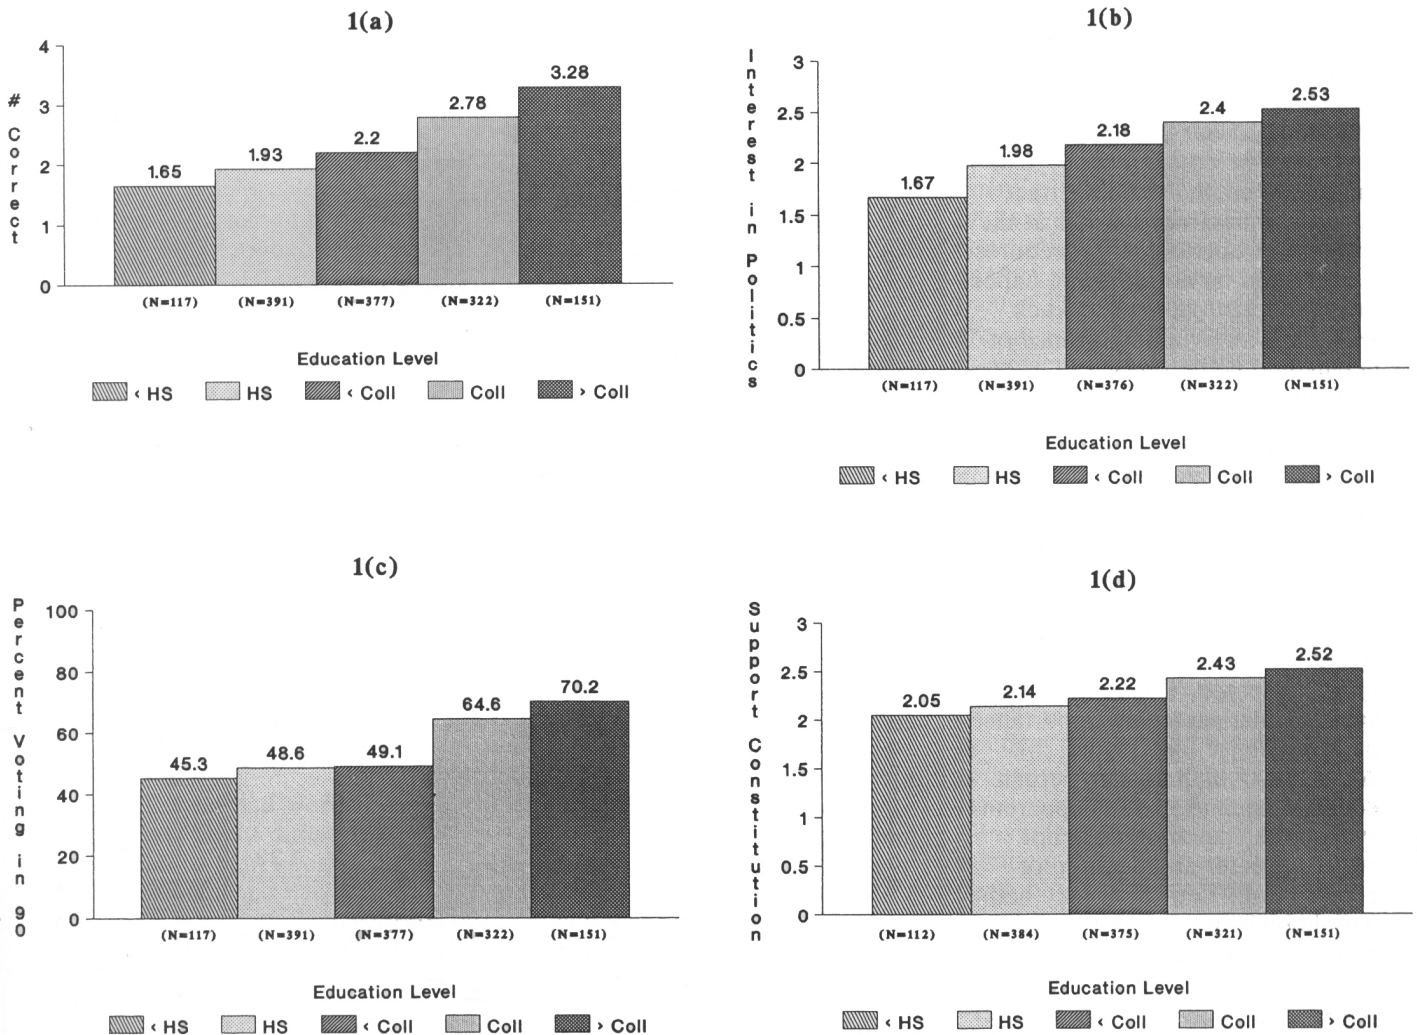 1(a)
# Correct
4
3
2
1
0
1.65
1.93
2.2
2.78
3.28
(N=117) (N=391) (N=377) (N=322) (N=151)
Education Level
< HS HS < Coll Coll > Coll
1(b)
Interest in Politics
3
2.5
2
1.5
1
0.5
0
1.67
1.98
2.18
2.4
2.53
(N=117) (N=391) (N=376) (N=322) (N=151)
Education Level
< HS HS < Coll Coll > Coll
1(c)
Percent Voting in 90
100
80
60
40
20
0
45.3
48.6
49.1
64.6
70.2
(N=117) (N=391) (N=377) (N=322) (N=151)
Education Level
< HS HS < Coll Coll > Coll
1(d)
Support Constitution
3
2.5
2
1.5
1
0.5
0
2.05
2.14
2.22
2.43
2.52
(N=112) (N=384) (N=375) (N=321) (N=151)
Education Level
< HS HS < Coll Coll > Coll